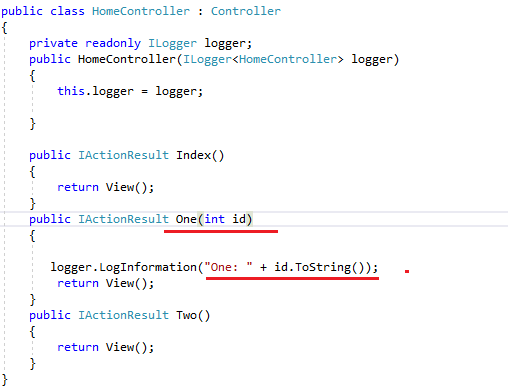 public class HomeController : Controller
{
    private readonly ILogger logger;
    public HomeController(ILogger<HomeController> logger)
    {
        this.logger = logger;
    }
    public IActionResult Index()
    {
        return View();
    }
    public IActionResult One(int id)
    {
       logger.LogInformation("One: " + id.ToString());
        return View();
    }
    public IActionResult Two()
    {
        return View();
    }
}